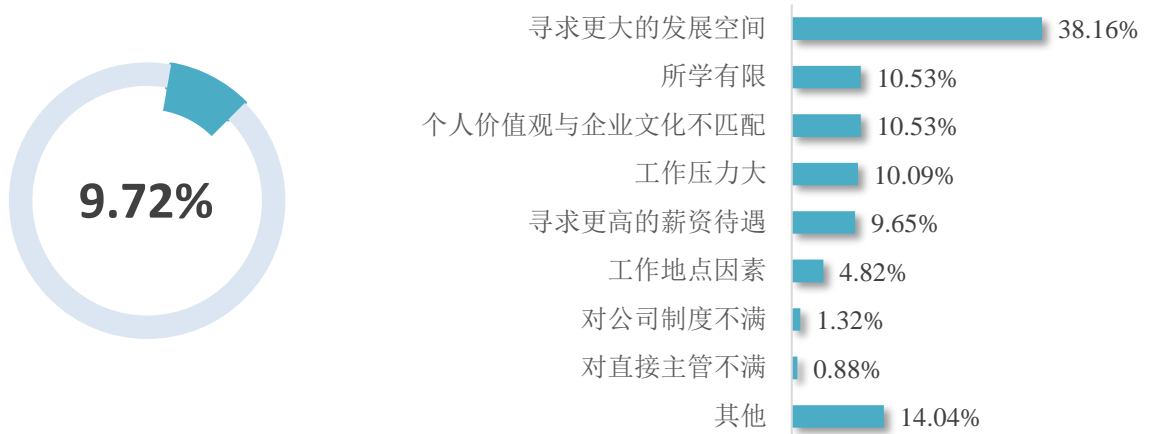 9.72%
寻求更大的发展空间 38.16%
所学有限 10.53%
个人价值观与企业文化不匹配 10.53%
工作压力大 10.09%
寻求更高的薪资待遇 9.65%
工作地点因素 4.82%
对公司制度不满 1.32%
对直接主管不满 0.88%
其他 14.04%